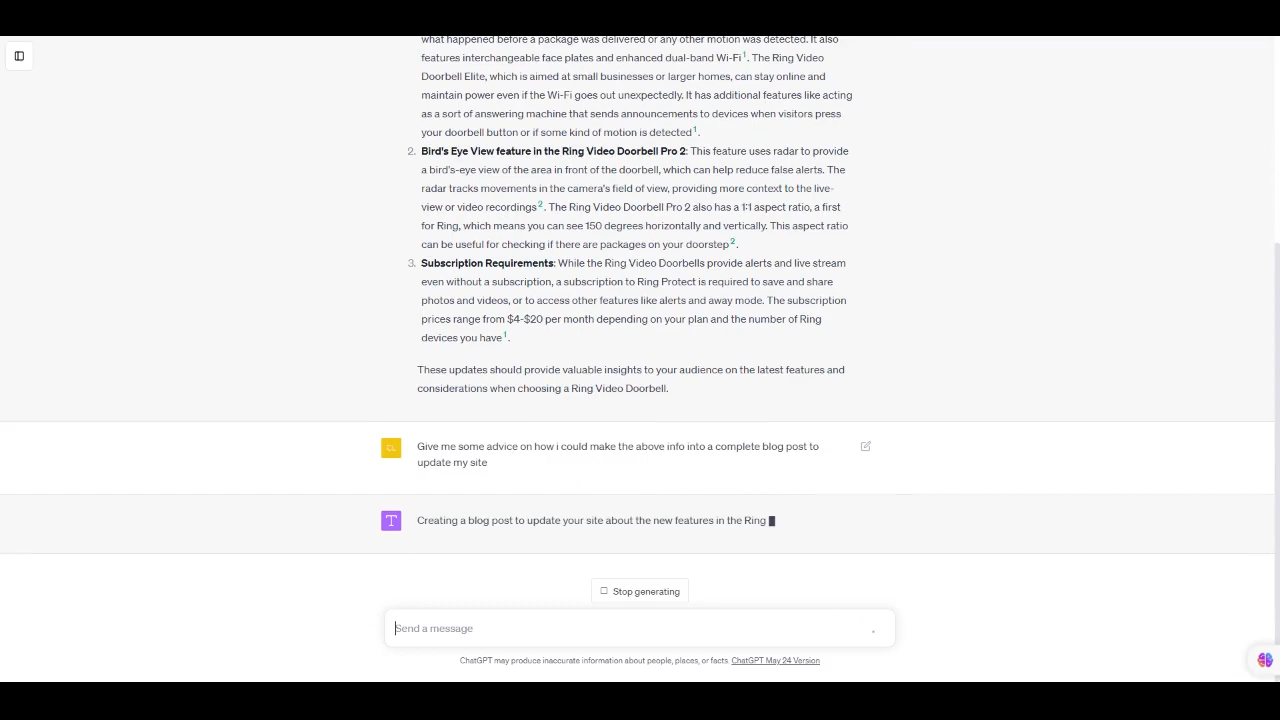 what happened before a package was delivered or any other motion was detected. It also
features interchangeable face plates and enhanced dual-band Wi-Fi1. The Ring Video
Doorbell Elite, which is aimed at small businesses or larger homes, can stay online and
maintain power even if the Wi-Fi goes out unexpectedly. It has additional features like acting
as a sort of answering machine that sends announcements to devices when visitors press
your doorbell button or if some kind of motion is detected1.
2. Bird's Eye View feature in the Ring Video Doorbell Pro 2: This feature uses radar to provide
a bird's-eye view of the area in front of the doorbell, which can help reduce false alerts. The
radar tracks movements in the camera's field of view, providing more context to the live-
view or video recordings2. The Ring Video Doorbell Pro 2 also has a 1:1 aspect ratio, a first
for Ring, which means you can see 150 degrees horizontally and vertically. This aspect ratio
can be useful for checking if there are packages on your doorstep2.
3. Subscription Requirements: While the Ring Video Doorbells provide alerts and live stream
even without a subscription, a subscription to Ring Protect is required to save and share
photos and videos, or to access other features like alerts and away mode. The subscription
prices range from $4-$20 per month depending on your plan and the number of Ring
devices you have1.
These updates should provide valuable insights to your audience on the latest features and
considerations when choosing a Ring Video Doorbell.
Give me some advice on how i could make the above info into a complete blog post to
update my site
T
Creating a blog post to update your site about the new features in the Ring
Stop generating
Send a message
ChatGPT may produce inaccurate information about people, places, or facts. ChatGPT May 24 Version